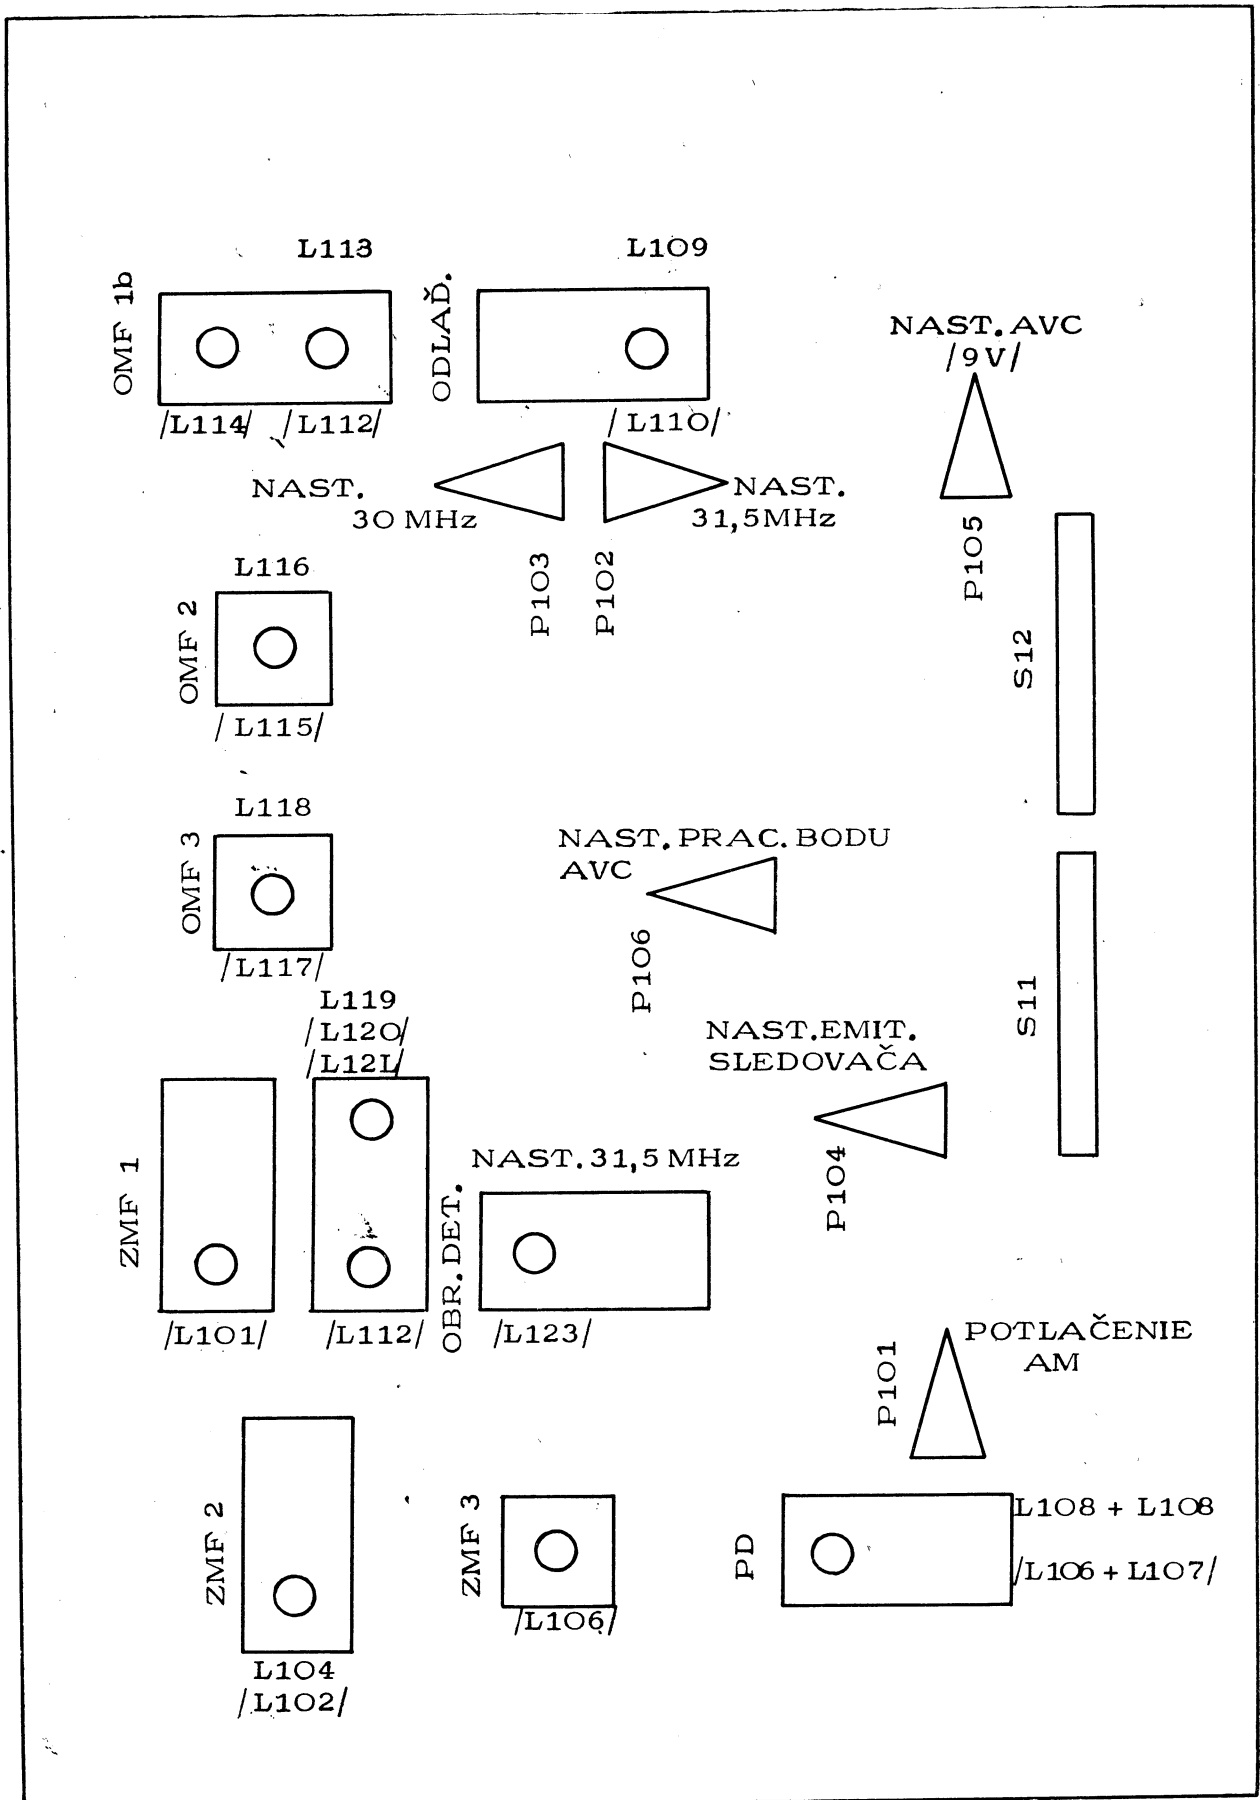 L113
L109
OMF 1b
ODLAĎ.
/L114/ /L112/
/L110/
NAST. AVC
/9V/
NAST.
30 MHz
NAST.
31,5MHz
P103
P102
P105
L116
OMF 2
/L115/
S12
L118
OMF 3
/L117/
NAST. PRAC. BODU
AVC
P106
S11
L119
/L120/
/L12L/
NAST.EMIT.
SLEDOVAČA
P104
ZMF 1
/L101/
/L112/
OBR. DET.
NAST. 31,5 MHz
/L123/
P101
POTLAČENIE
AM
ZMF 2
L104
/L102/
ZMF 3
/L106/
PD
L108 + L108
/L106 + L107/